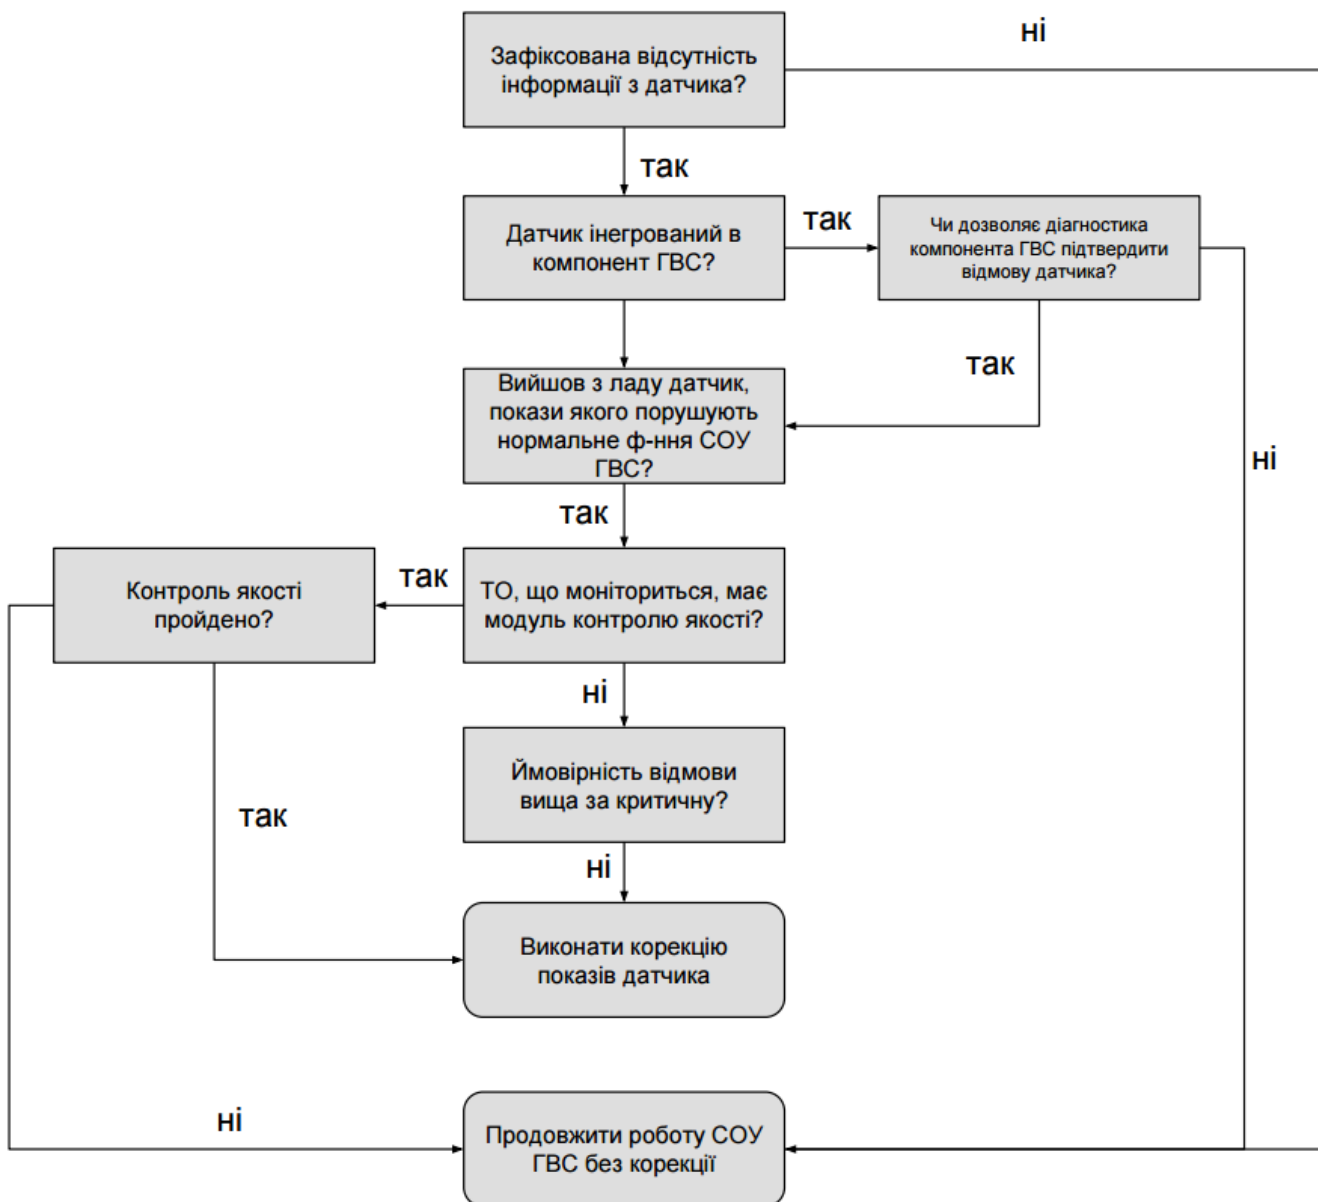 ні
Зафіксована відсутність
інформації з датчика?
так
Датчик інегрований в
компонент ГВС?
так
Чи дозволяє діагностика
компонента ГВС підтвердити
відмову датчика?
так
ні
Вийшов з ладу датчик,
покази якого порушують
нормальне ф-ння СОУ
ГВС?
так
Контроль якості
пройдено?
так
ТО, що моніториться, має
модуль контролю якості?
ні
Ймовірність відмови
вища за критичну?
так
ні
Виконати корекцію
показів датчика
ні
Продовжити роботу СОУ
ГВС без корекції